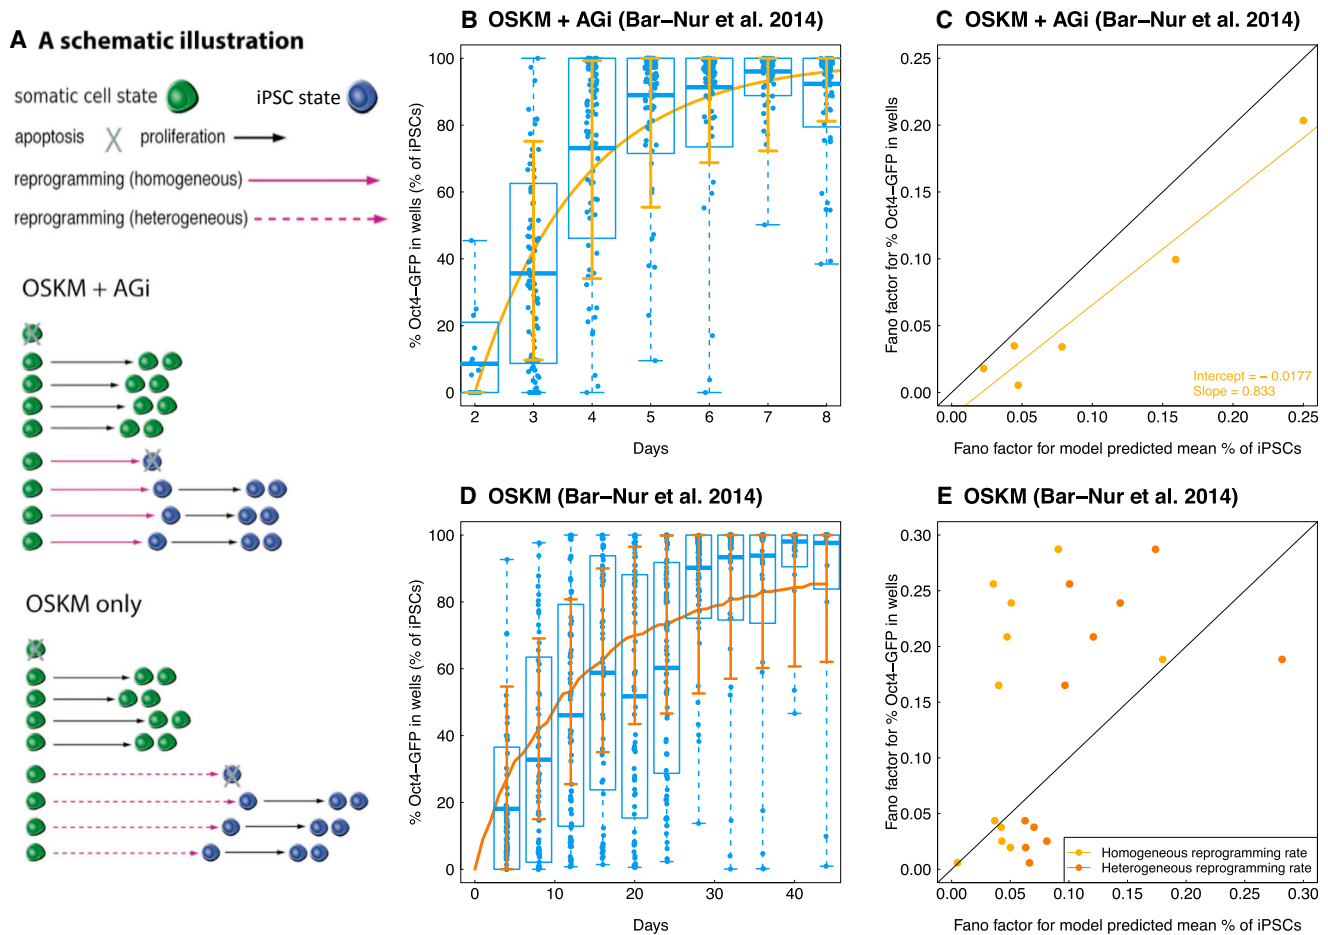 A A schematic illustration
somatic cell state
iPSC state
apoptosis
proliferation
reprogramming (homogeneous)
reprogramming (heterogeneous)
OSKM + AGi
OSKM only
B OSKM + AGi (Bar–Nur et al. 2014)
% Oct4–GFP in wells (% of iPSCs)
100
80
60
40
20
0
2 3 4 5 6 7 8
Days
C OSKM + AGi (Bar–Nur et al. 2014)
Fano factor for % Oct4–GFP in wells
0.25
0.20
0.15
0.10
0.05
0.00
Intercept = – 0.0177
Slope = 0.833
0.00 0.05 0.10 0.15 0.20 0.25
Fano factor for model predicted mean % of iPSCs
D OSKM (Bar–Nur et al. 2014)
% Oct4–GFP in wells (% of iPSCs)
100
80
60
40
20
0
0 10 20 30 40
Days
E OSKM (Bar–Nur et al. 2014)
Fano factor for % Oct4–GFP in wells
0.30
0.25
0.20
0.15
0.10
0.05
0.00
Homogeneous reprogramming rate
Heterogeneous reprogramming rate
0.00 0.05 0.10 0.15 0.20 0.25 0.30
Fano factor for model predicted mean % of iPSCs